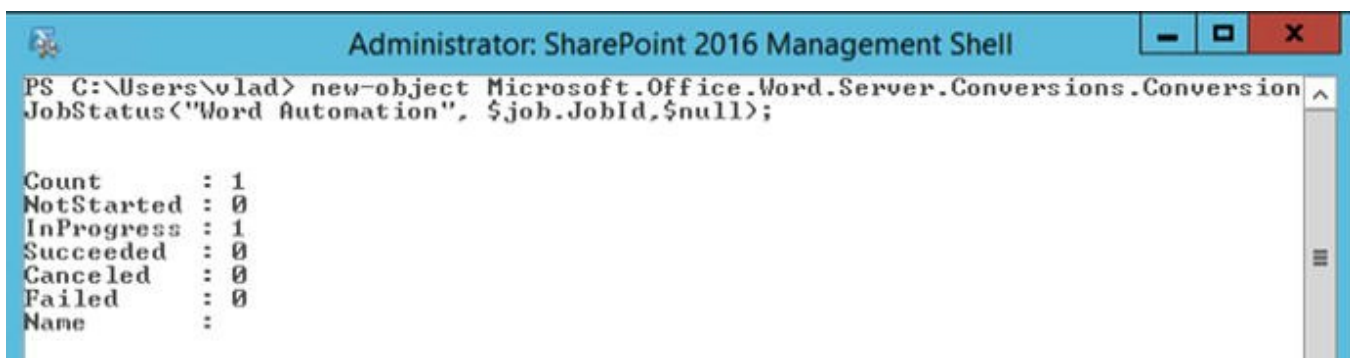 Administrator: SharePoint 2016 Management Shell
PS C:\Users\vlad> new-object Microsoft.Office.Word.Server.Conversions.Conversion
JobStatus("Word Automation", $job.JobId,$null);
Count : 1
NotStarted : 0
InProgress : 1
Succeeded : 0
Canceled : 0
Failed : 0
Name :